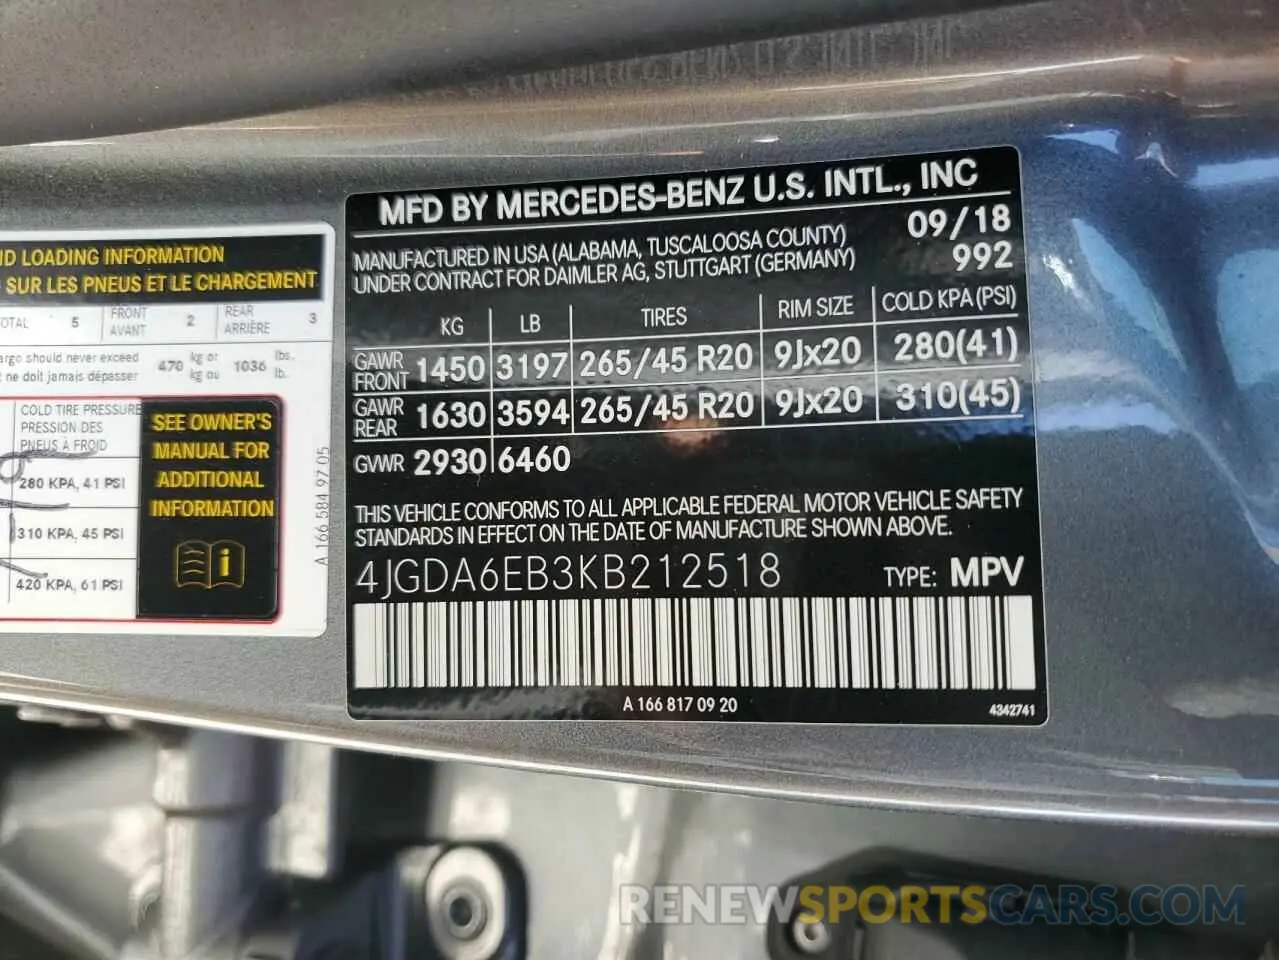 MFD BY MERCEDES-BENZ U.S. INTL., INC
MANUFACTURED IN USA (ALABAMA, TUSCALOOSA COUNTY) 09/18
UNDER CONTRACT FOR DAIMLER AG, STUTTGART (GERMANY) 992
KG LB TIRES RIM SIZE COLD KPA (PSI)
GAWR FRONT 1450 3197 265/45 R20 9Jx20 280(41)
GAWR REAR 1630 3594 265/45 R20 9Jx20 310(45)
GVWR 2930 6460
THIS VEHICLE CONFORMS TO ALL APPLICABLE FEDERAL MOTOR VEHICLE SAFETY
STANDARDS IN EFFECT ON THE DATE OF MANUFACTURE SHOWN ABOVE.
4JGDA6EB3KB212518 TYPE: MPV
A 166 817 09 20
4342741
LOADING INFORMATION
SUR LES PNEUS ET LE CHARGEMENT
5 FRONT AVANT 2 REAR ARRIÈRE 3
should never exceed 470 kg or 1036 lbs.
ne doit jamais dépasser kg ou lb.
COLD TIRE PRESSURE
PRESSION DES
PNEUS À FROID
280 KPA, 41 PSI
310 KPA, 45 PSI
420 KPA, 61 PSI
SEE OWNER'S
MANUAL FOR
ADDITIONAL
INFORMATION
i
A 166 584 97 05
RENEWSPORTSCARS.COM